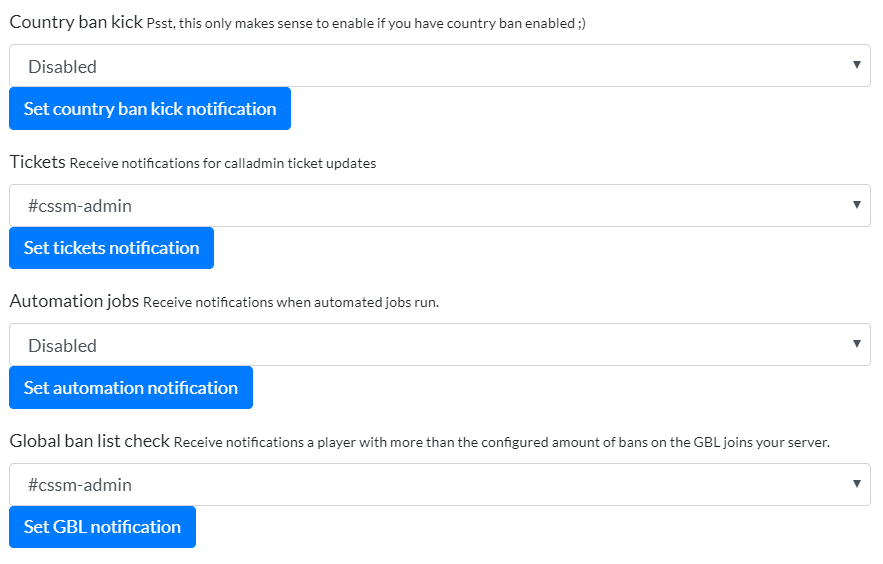 Country ban kick Psst, this only makes sense to enable if you have country ban enabled ;)
Disabled
Set country ban kick notification
Tickets Receive notifications for calladmin ticket updates
#cssm-admin
Set tickets notification
Automation jobs Receive notifications when automated jobs run.
Disabled
Set automation notification
Global ban list check Receive notifications a player with more than the configured amount of bans on the GBL joins your server.
#cssm-admin
Set GBL notification